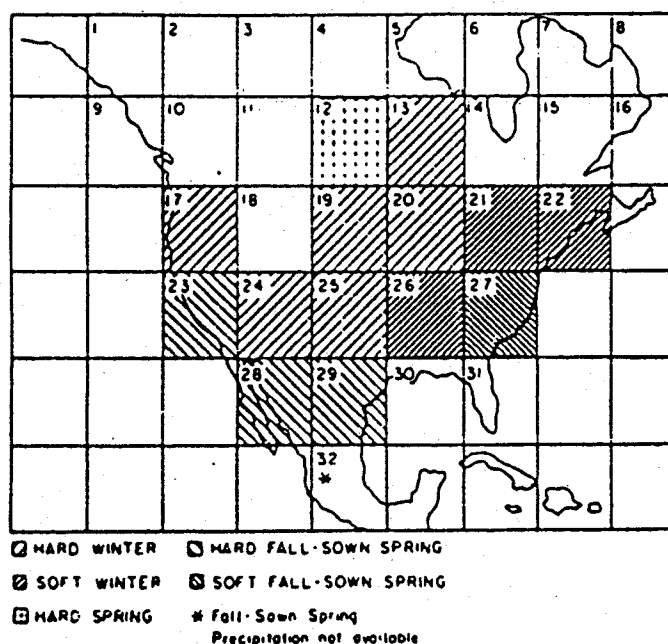 1 2 3 4 5 6 7 8
9 10 11 12 13 14 15 16
17 18 19 20 21 22
23 24 25 26 27
28 29 30 31
32
*
HARD WINTER HARD FALL-SOWN SPRING
SOFT WINTER SOFT FALL-SOWN SPRING
HARD SPRING * Fall-Sown Spring
Precipitation not available